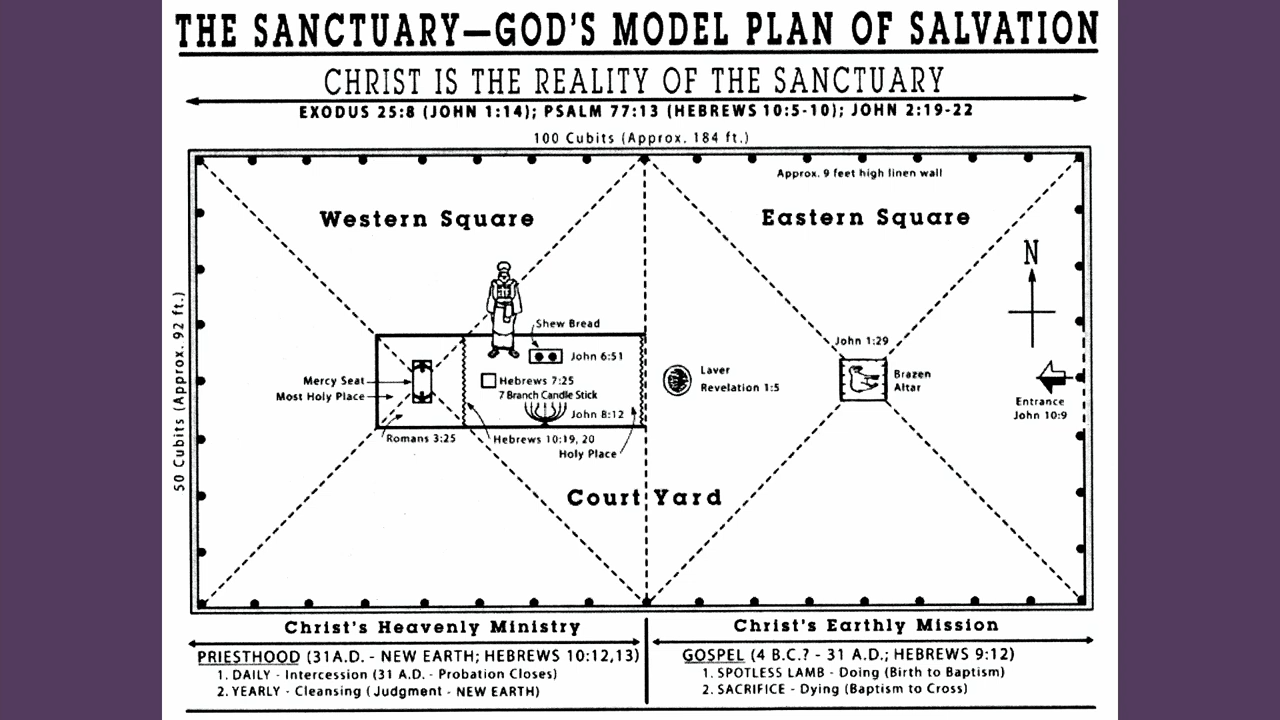 THE SANCTUARY—GOD'S MODEL PLAN OF SALVATION
CHRIST IS THE REALITY OF THE SANCTUARY
EXODUS 25:8 (JOHN 1:14); PSALM 77:13 (HEBREWS 10:5-10); JOHN 2:19-22
100 Cubits (Approx. 184 ft.)
Approx. 9 feet high linen wall
Western Square
Eastern Square
N
50 Cubits (Approx. 92 ft.)
Shew Bread
John 6:51
John 1:29
Mercy Seat
Hebrews 7:25
Laver
Brazen
Altar
Most Holy Place
7 Branch Candle Stick
Revelation 1:5
Entrance
John 10:9
John 8:12
Romans 3:25
Hebrews 10:19, 20
Holy Place
Court Yard
Christ's Heavenly Ministry
PRIESTHOOD (31A.D. - NEW EARTH; HEBREWS 10:12,13)
1. DAILY - Intercession (31 A.D. - Probation Closes)
2. YEARLY - Cleansing (Judgment - NEW EARTH)
Christ's Earthly Mission
GOSPEL (4 B.C.? - 31 A.D.; HEBREWS 9:12)
1. SPOTLESS LAMB - Doing (Birth to Baptism)
2. SACRIFICE - Dying (Baptism to Cross)